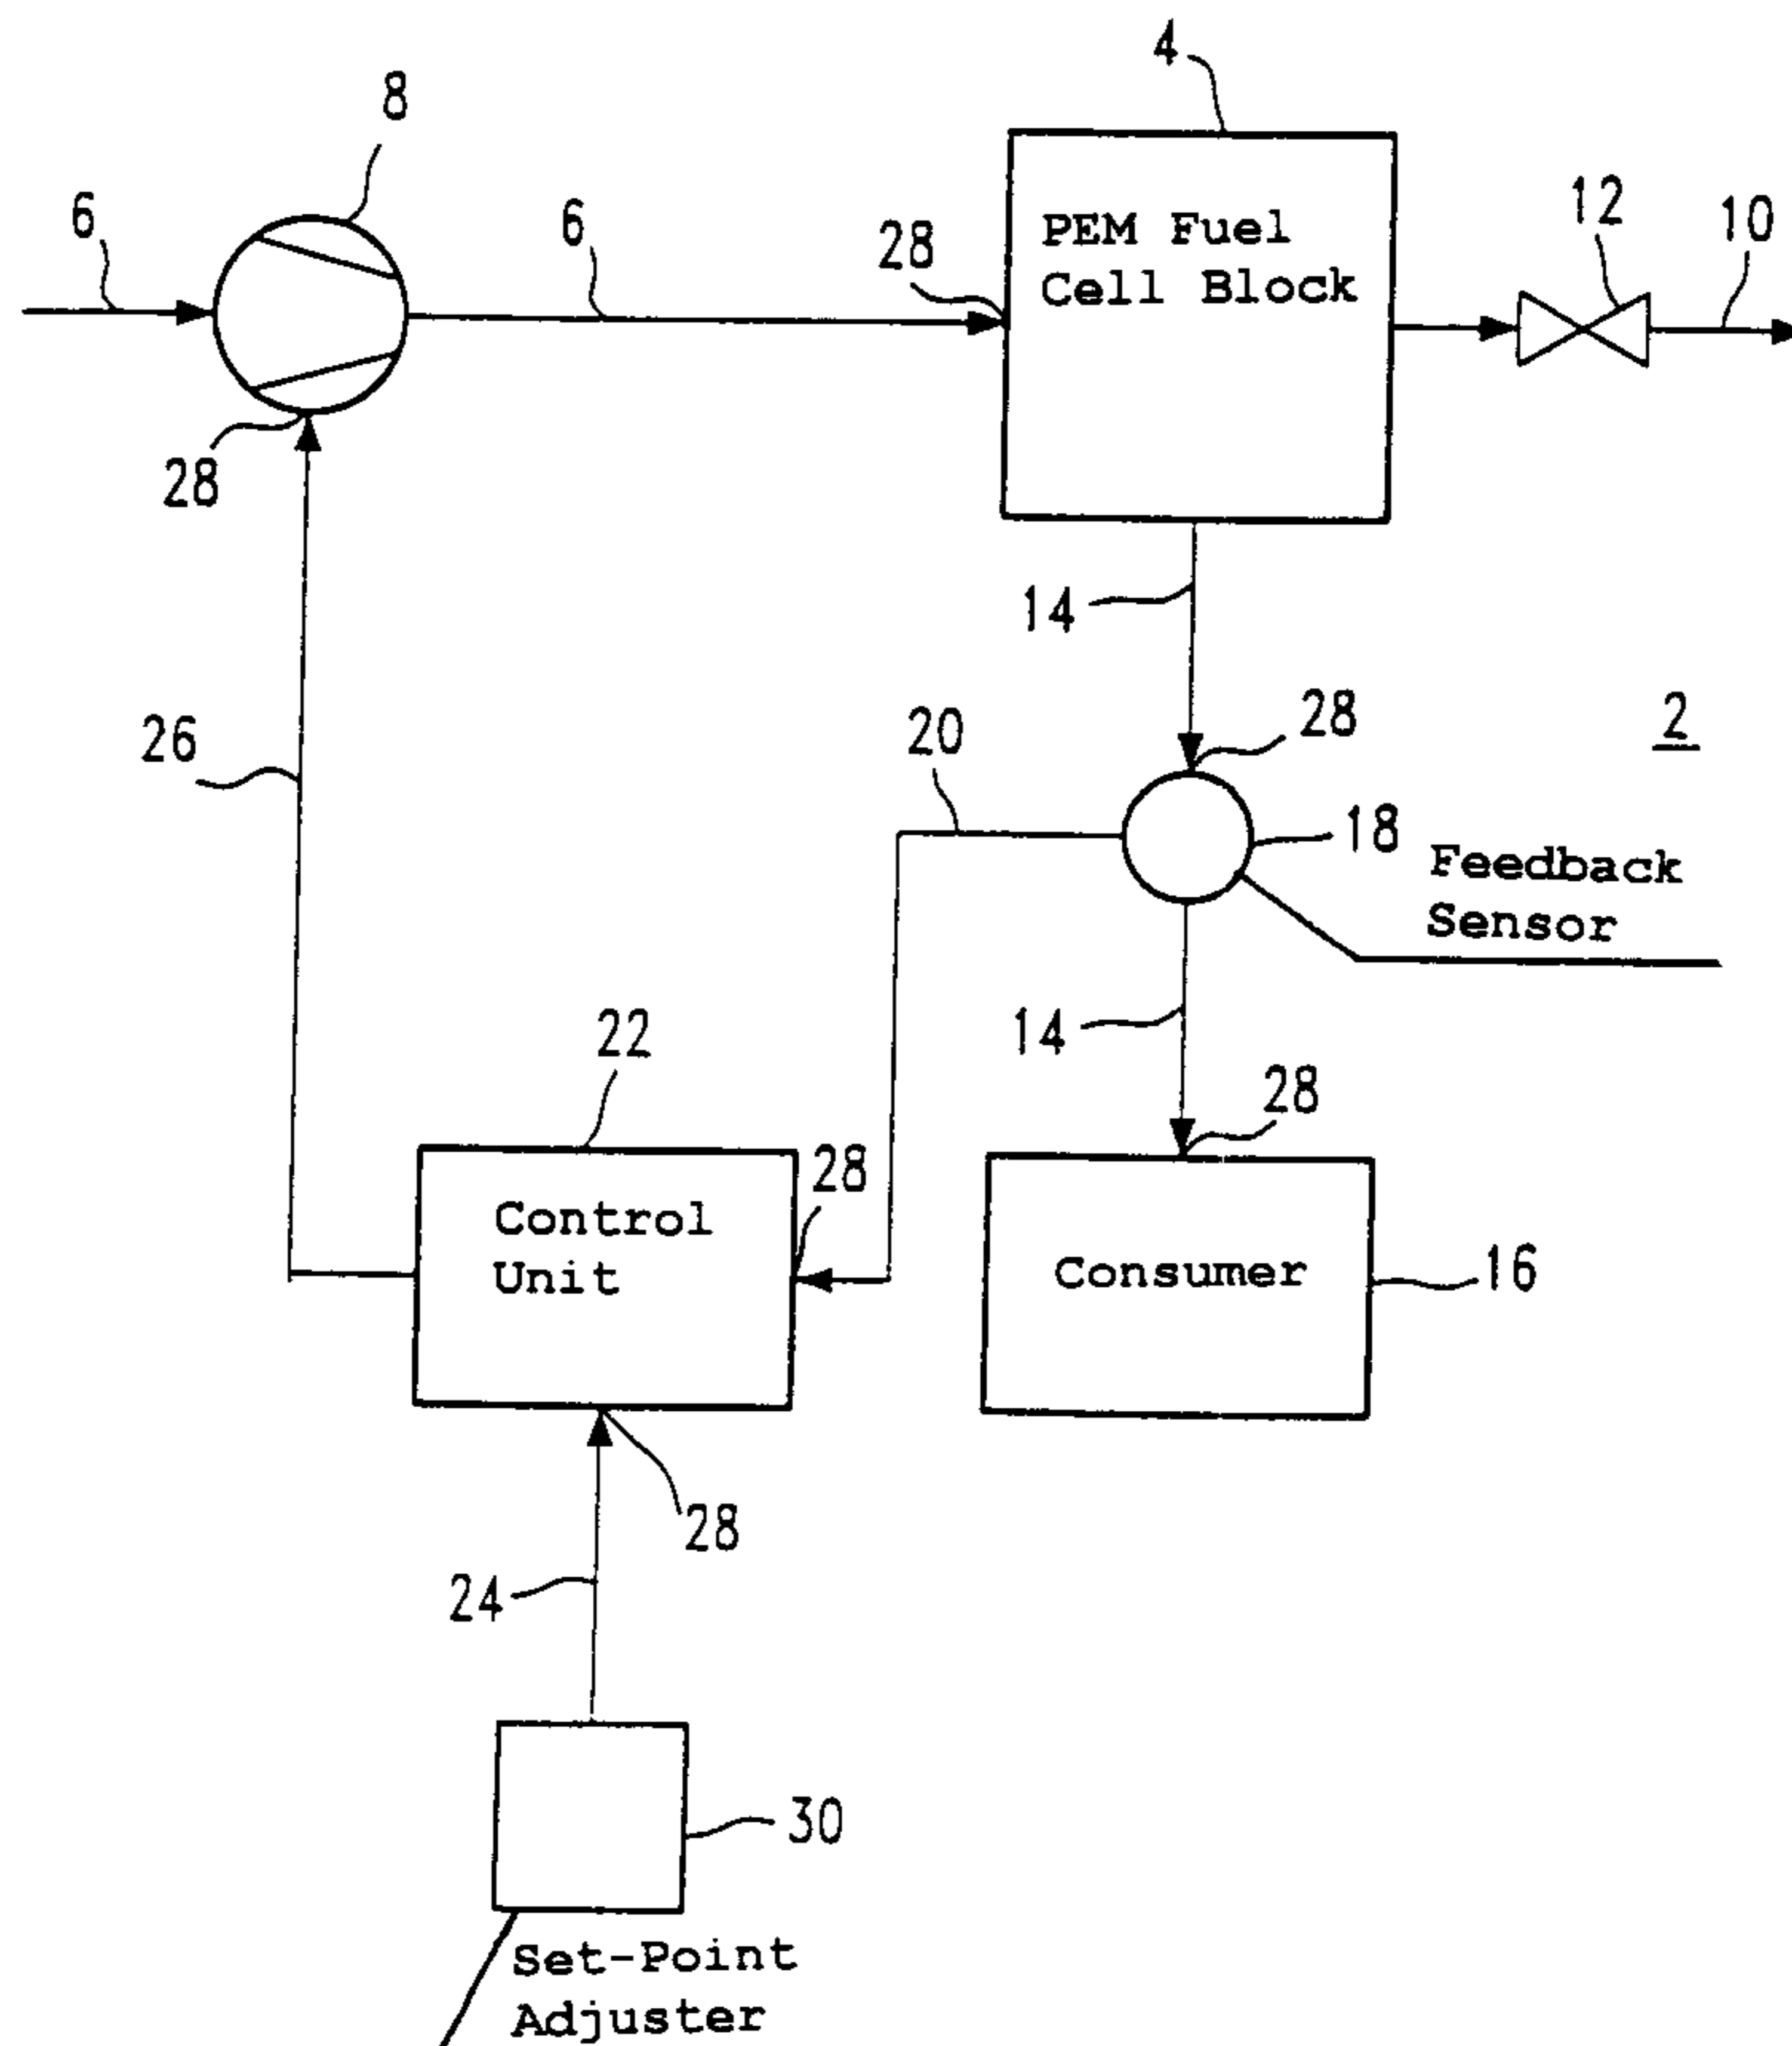 4
8
6
6
28
PEM Fuel
Cell Block
12
10
28
14
28
2
20
26
18
Feedback
Sensor
14
22
28
28
Control
Unit
Consumer
16
28
24
30
Set-Point
Adjuster